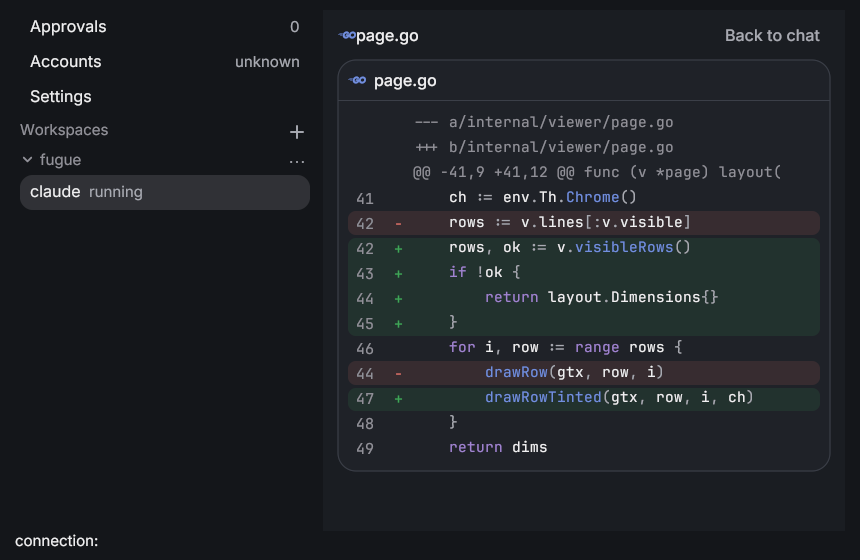 Approvals 0
Accounts unknown
Settings
Workspaces +
fugue ...
claude running
connection:
GO page.go Back to chat
GO page.go
--- a/internal/viewer/page.go
+++ b/internal/viewer/page.go
@@ -41,9 +41,12 @@ func (v *page) layout(
41 ch := env.Th.Chrome()
42 - rows := v.lines[:v.visible]
42 + rows, ok := v.visibleRows()
43 + if !ok {
44 + return layout.Dimensions{}
45 + }
46 for i, row := range rows {
44 - drawRow(gtx, row, i)
47 + drawRowTinted(gtx, row, i, ch)
48 }
49 return dims